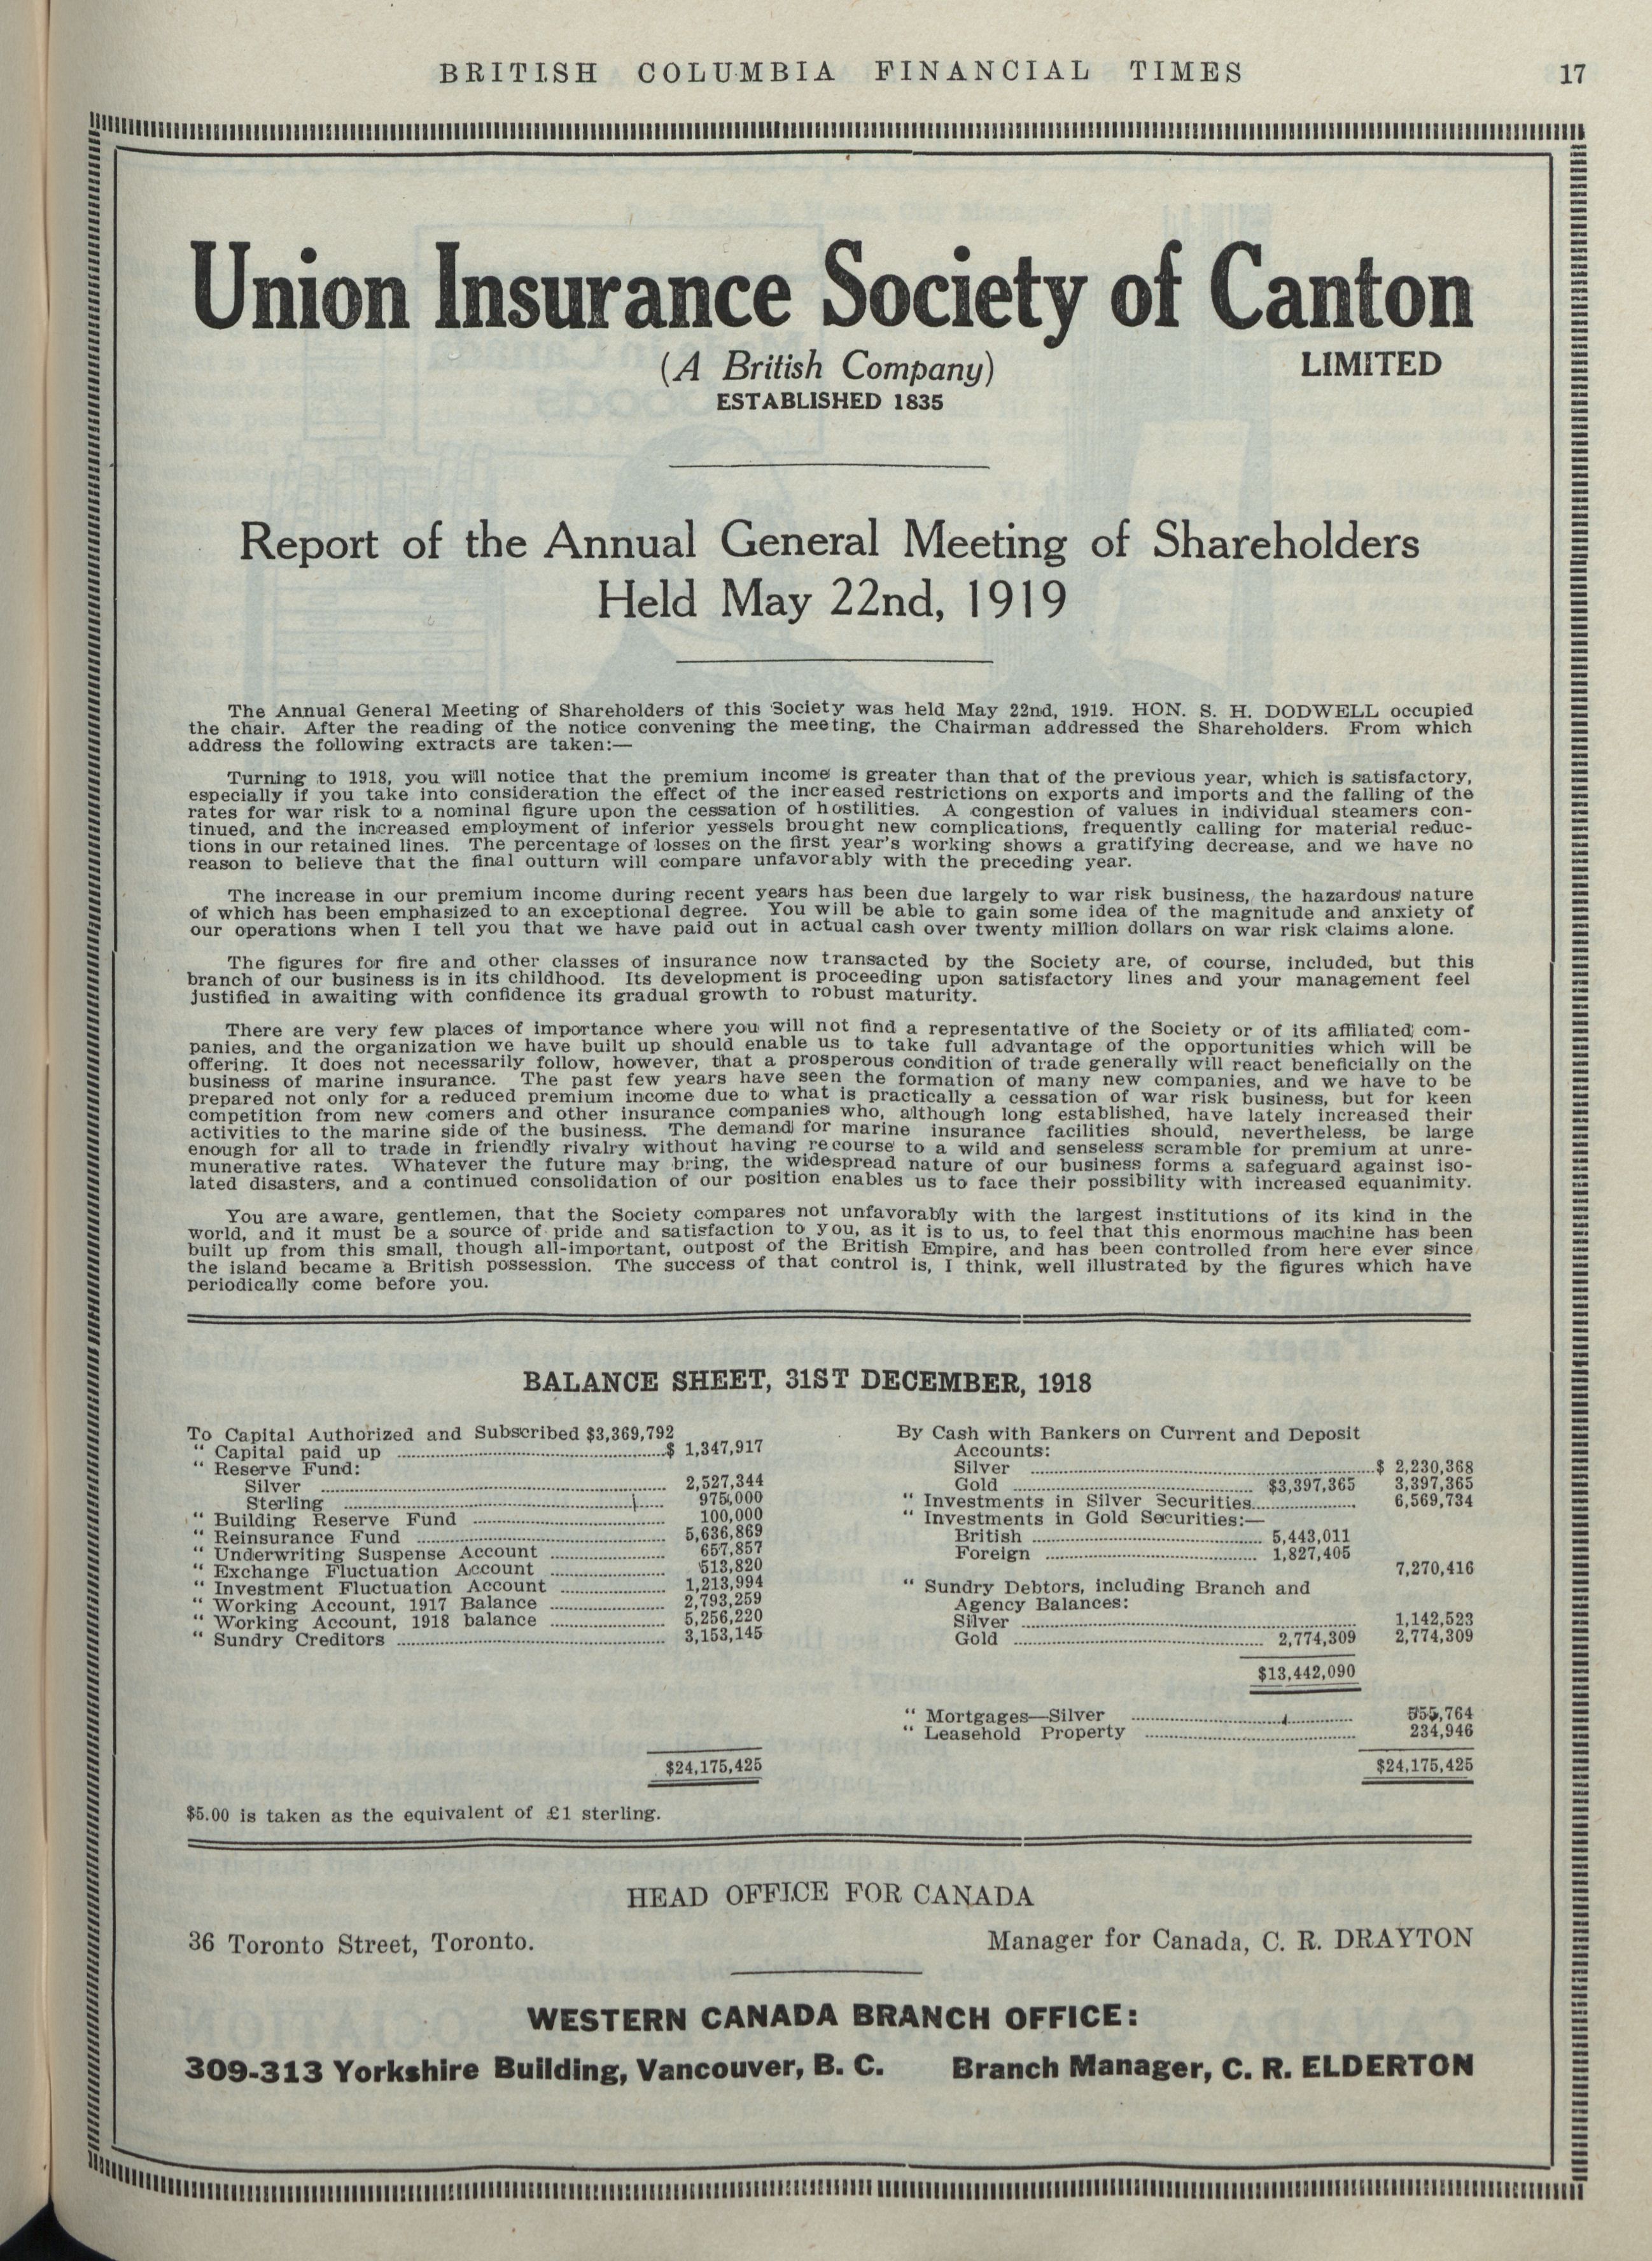 BRITISH COLUMBIA FINANCIAL TIMES 17
Union Insurance Society of Canton
(A British Company) LIMITED
ESTABLISHED 1835
Report of the Annual General Meeting of Shareholders
Held May 22nd, 1919
The Annual General Meeting of Shareholders of this Society was held May 22nd, 1919. HON. S. H. DODWELL occupied
the chair. After the reading of the notice convening the meeting, the Chairman addressed the Shareholders. From which
address the following extracts are taken:—
Turning to 1918, you will notice that the premium income is greater than that of the previous year, which is satisfactory,
especially if you take into consideration the effect of the increased restrictions on exports and imports and the falling of the
rates for war risk to a nominal figure upon the cessation of hostilities. A congestion of values in individual steamers con-
tinued, and the increased employment of inferior yessels brought new complications, frequently calling for material reduc-
tions in our retained lines. The percentage of losses on the first year's working shows a gratifying decrease, and we have no
reason to believe that the final outturn will compare unfavorably with the preceding year.
The increase in our premium income during recent years has been due largely to war risk business, the hazardous nature
of which has been emphasized to an exceptional degree. You will be able to gain some idea of the magnitude and anxiety of
our operations when I tell you that we have paid out in actual cash over twenty million dollars on war risk claims alone.
The figures for fire and other classes of insurance now transacted by the Society are, of course, included, but this
branch of our business is in its childhood. Its development is proceeding upon satisfactory lines and your management feel
justified in awaiting with confidence its gradual growth to robust maturity.
There are very few places of importance where you will not find a representative of the Society or of its affiliated com-
panies, and the organization we have built up should enable us to take full advantage of the opportunities which will be
offering. It does not necessarily follow, however, that a prosperous condition of trade generally will react beneficially on the
business of marine insurance. The past few years have seen the formation of many new companies, and we have to be
prepared not only for a reduced premium income due to what is practically a cessation of war risk business, but for keen
competition from new comers and other insurance companies who, although long established, have lately increased their
activities to the marine side of the business. The demand for marine insurance facilities should, nevertheless, be large
enough for all to trade in friendly rivalry without having recourse to a wild and senseless scramble for premium at unre-
munerative rates. Whatever the future may bring, the widespread nature of our business forms a safeguard against iso-
lated disasters, and a continued consolidation of our position enables us to face their possibility with increased equanimity.
You are aware, gentlemen, that the Society compares not unfavorably with the largest institutions of its kind in the
world, and it must be a source of pride and satisfaction to you, as it is to us, to feel that this enormous machine has been
built up from this small, though all-important, outpost of the British Empire, and has been controlled from here ever since
the island became a British possession. The success of that control is, I think, well illustrated by the figures which have
periodically come before you.
BALANCE SHEET, 31ST DECEMBER, 1918
To Capital Authorized and Subscribed $3,369,792
" Capital paid up $ 1,347,917
" Reserve Fund:
Silver 2,527,344
Sterling 975,000
" Building Reserve Fund 100,000
" Reinsurance Fund 5,636,869
" Underwriting Suspense Account 657,857
" Exchange Fluctuation Account 513,820
" Investment Fluctuation Account 1,213,994
" Working Account, 1917 Balance 2,793,259
" Working Account, 1918 balance 5,256,220
" Sundry Creditors 3,153,145
$24,175,425
By Cash with Bankers on Current and Deposit
Accounts:
Silver $ 2,230,368
Gold $3,397,365 3,397,365
" Investments in Silver Securities 6,569,734
" Investments in Gold Securities:—
British 5,443,011
Foreign 1,827,405
7,270,416
" Sundry Debtors, including Branch and
Agency Balances:
Silver 1,142,523
Gold 2,774,309 2,774,309
$13,442,090
" Mortgages—Silver 555,764
" Leasehold Property 234,946
$24,175,425
$5.00 is taken as the equivalent of £1 sterling.
HEAD OFFICE FOR CANADA
36 Toronto Street, Toronto. Manager for Canada, C. R. DRAYTON
WESTERN CANADA BRANCH OFFICE:
309-313 Yorkshire Building, Vancouver, B. C. Branch Manager, C. R. ELDERTON